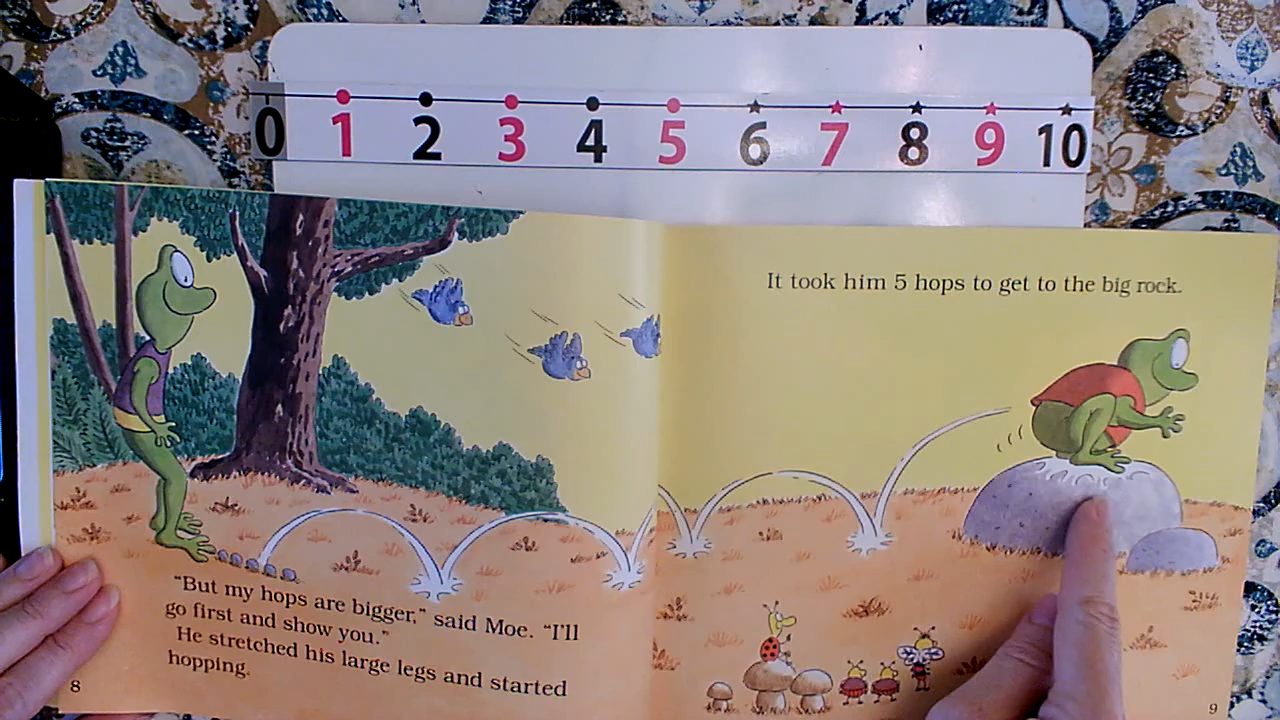 0 1 2 3 4 5 6 7 8 9 10
"But my hops are bigger," said Moe. "I'll
go first and show you."
He stretched his large legs and started
hopping.
8
It took him 5 hops to get to the big rock.
9